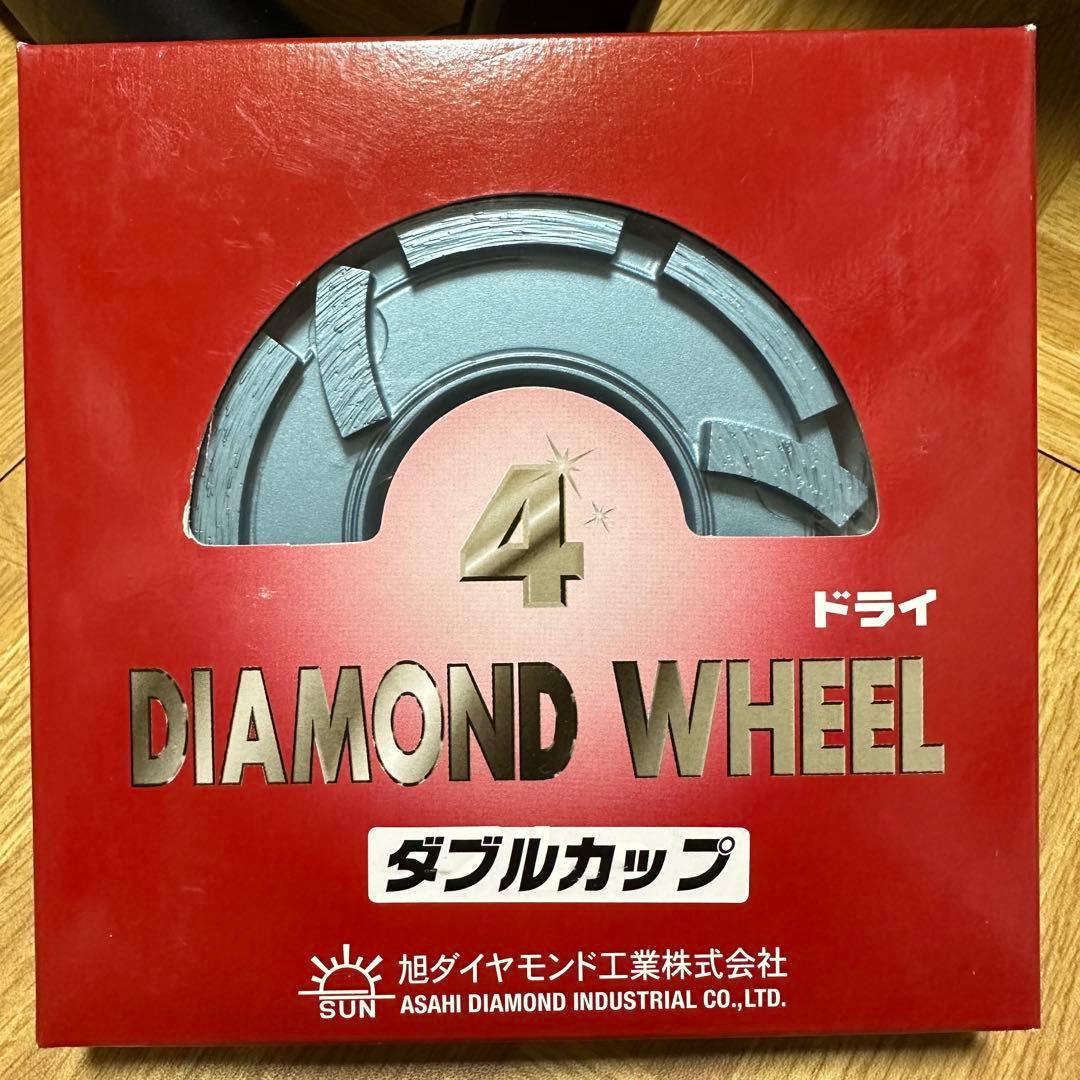 4
ドライ
DIAMOND WHEEL
ダブルカップ
SUN
旭ダイヤモンド工業株式会社
ASAHI DIAMOND INDUSTRIAL CO.,LTD.